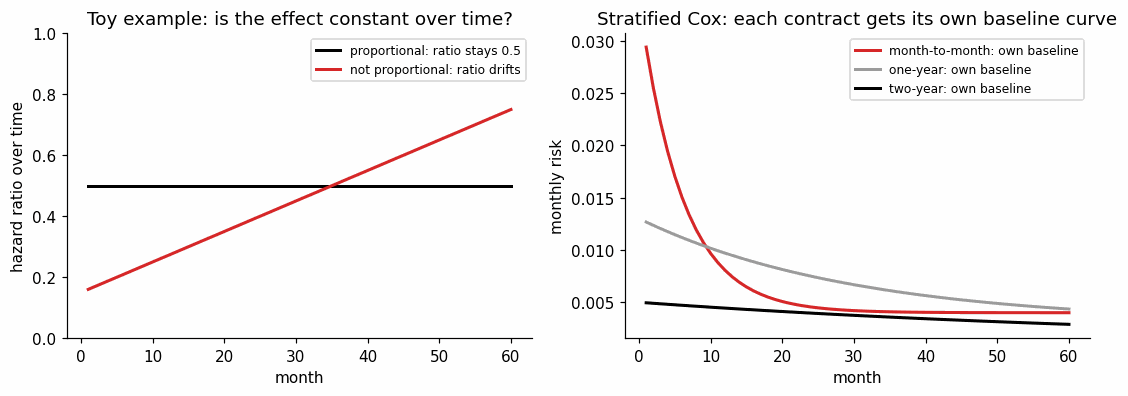 Toy example: is the effect constant over time?
hazard ratio over time
1.0
0.8
0.6
0.4
0.2
0.0
proportional: ratio stays 0.5
not proportional: ratio drifts
0 10 20 30 40 50 60
month
Stratified Cox: each contract gets its own baseline curve
monthly risk
0.030
0.025
0.020
0.015
0.010
0.005
month-to-month: own baseline
one-year: own baseline
two-year: own baseline
0 10 20 30 40 50 60
month